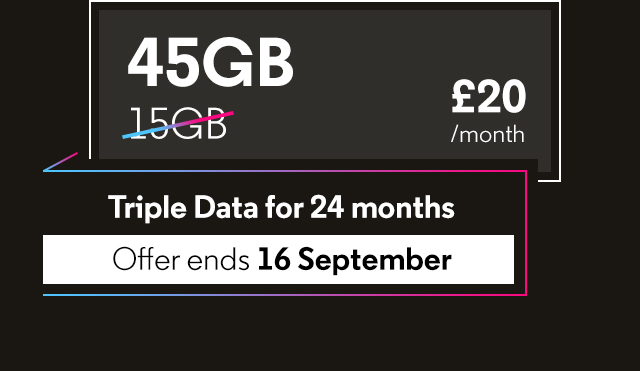 45GB
15GB
£20
/month
Triple Data for 24 months
Offer ends 16 September